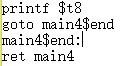 printf $t8
goto main4$end
main4$end:
ret main4